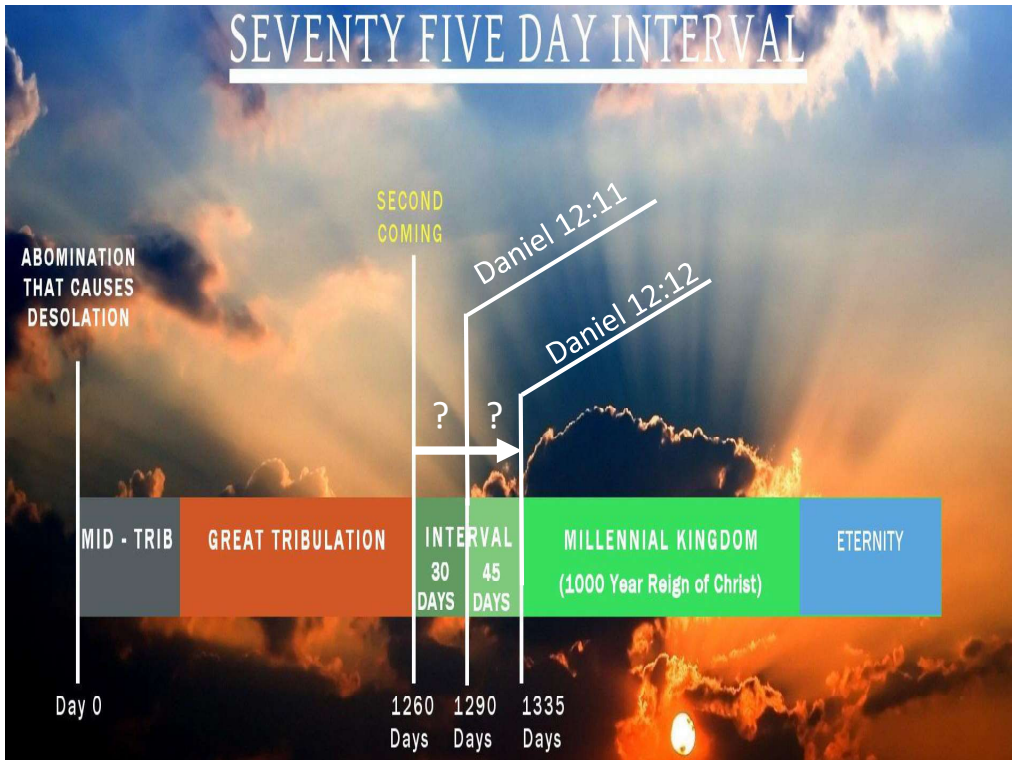 SEVENTY FIVE DAY INTERVAL
SECOND
COMING
Daniel 12:11
ABOMINATION
THAT CAUSES
DESOLATION
Daniel 12:12
? ?
MID - TRIB
GREAT TRIBULATION
INTERVAL
30
DAYS
45
DAYS
MILLENNIAL KINGDOM
(1000 Year Reign of Christ)
ETERNITY
Day 0
1260
Days
1290
Days
1335
Days